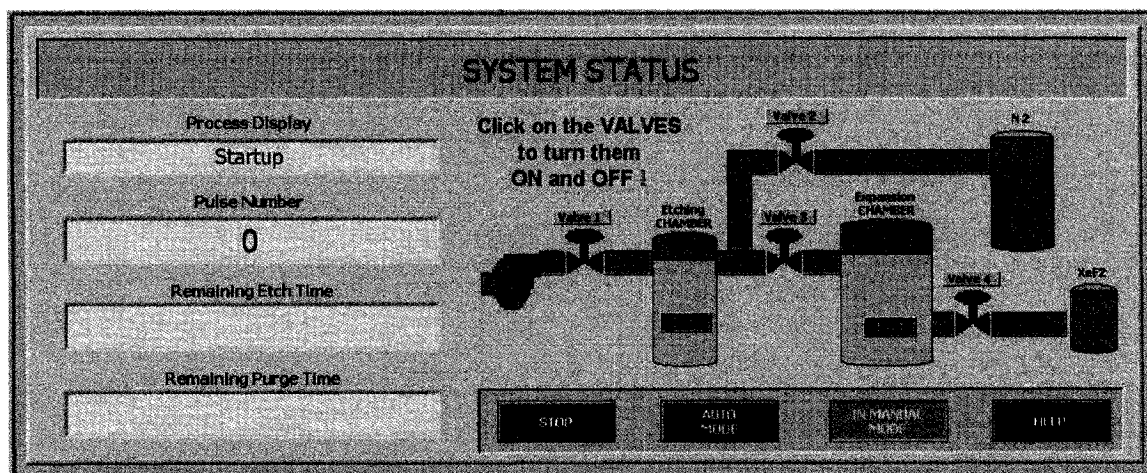 SYSTEM STATUS
Process Display
Startup
Pulse Number
0
Remaining Etch Time
Remaining Purge Time
Click on the VALVES
to turn them
ON and OFF !
Valve 2
N2
Valve 1
Etching
CHAMBER
Valve 3
Expansion
CHAMBER
Valve 4
XeF2
STOP
AUTO
MODE
IN MANUAL
MODE
HELP